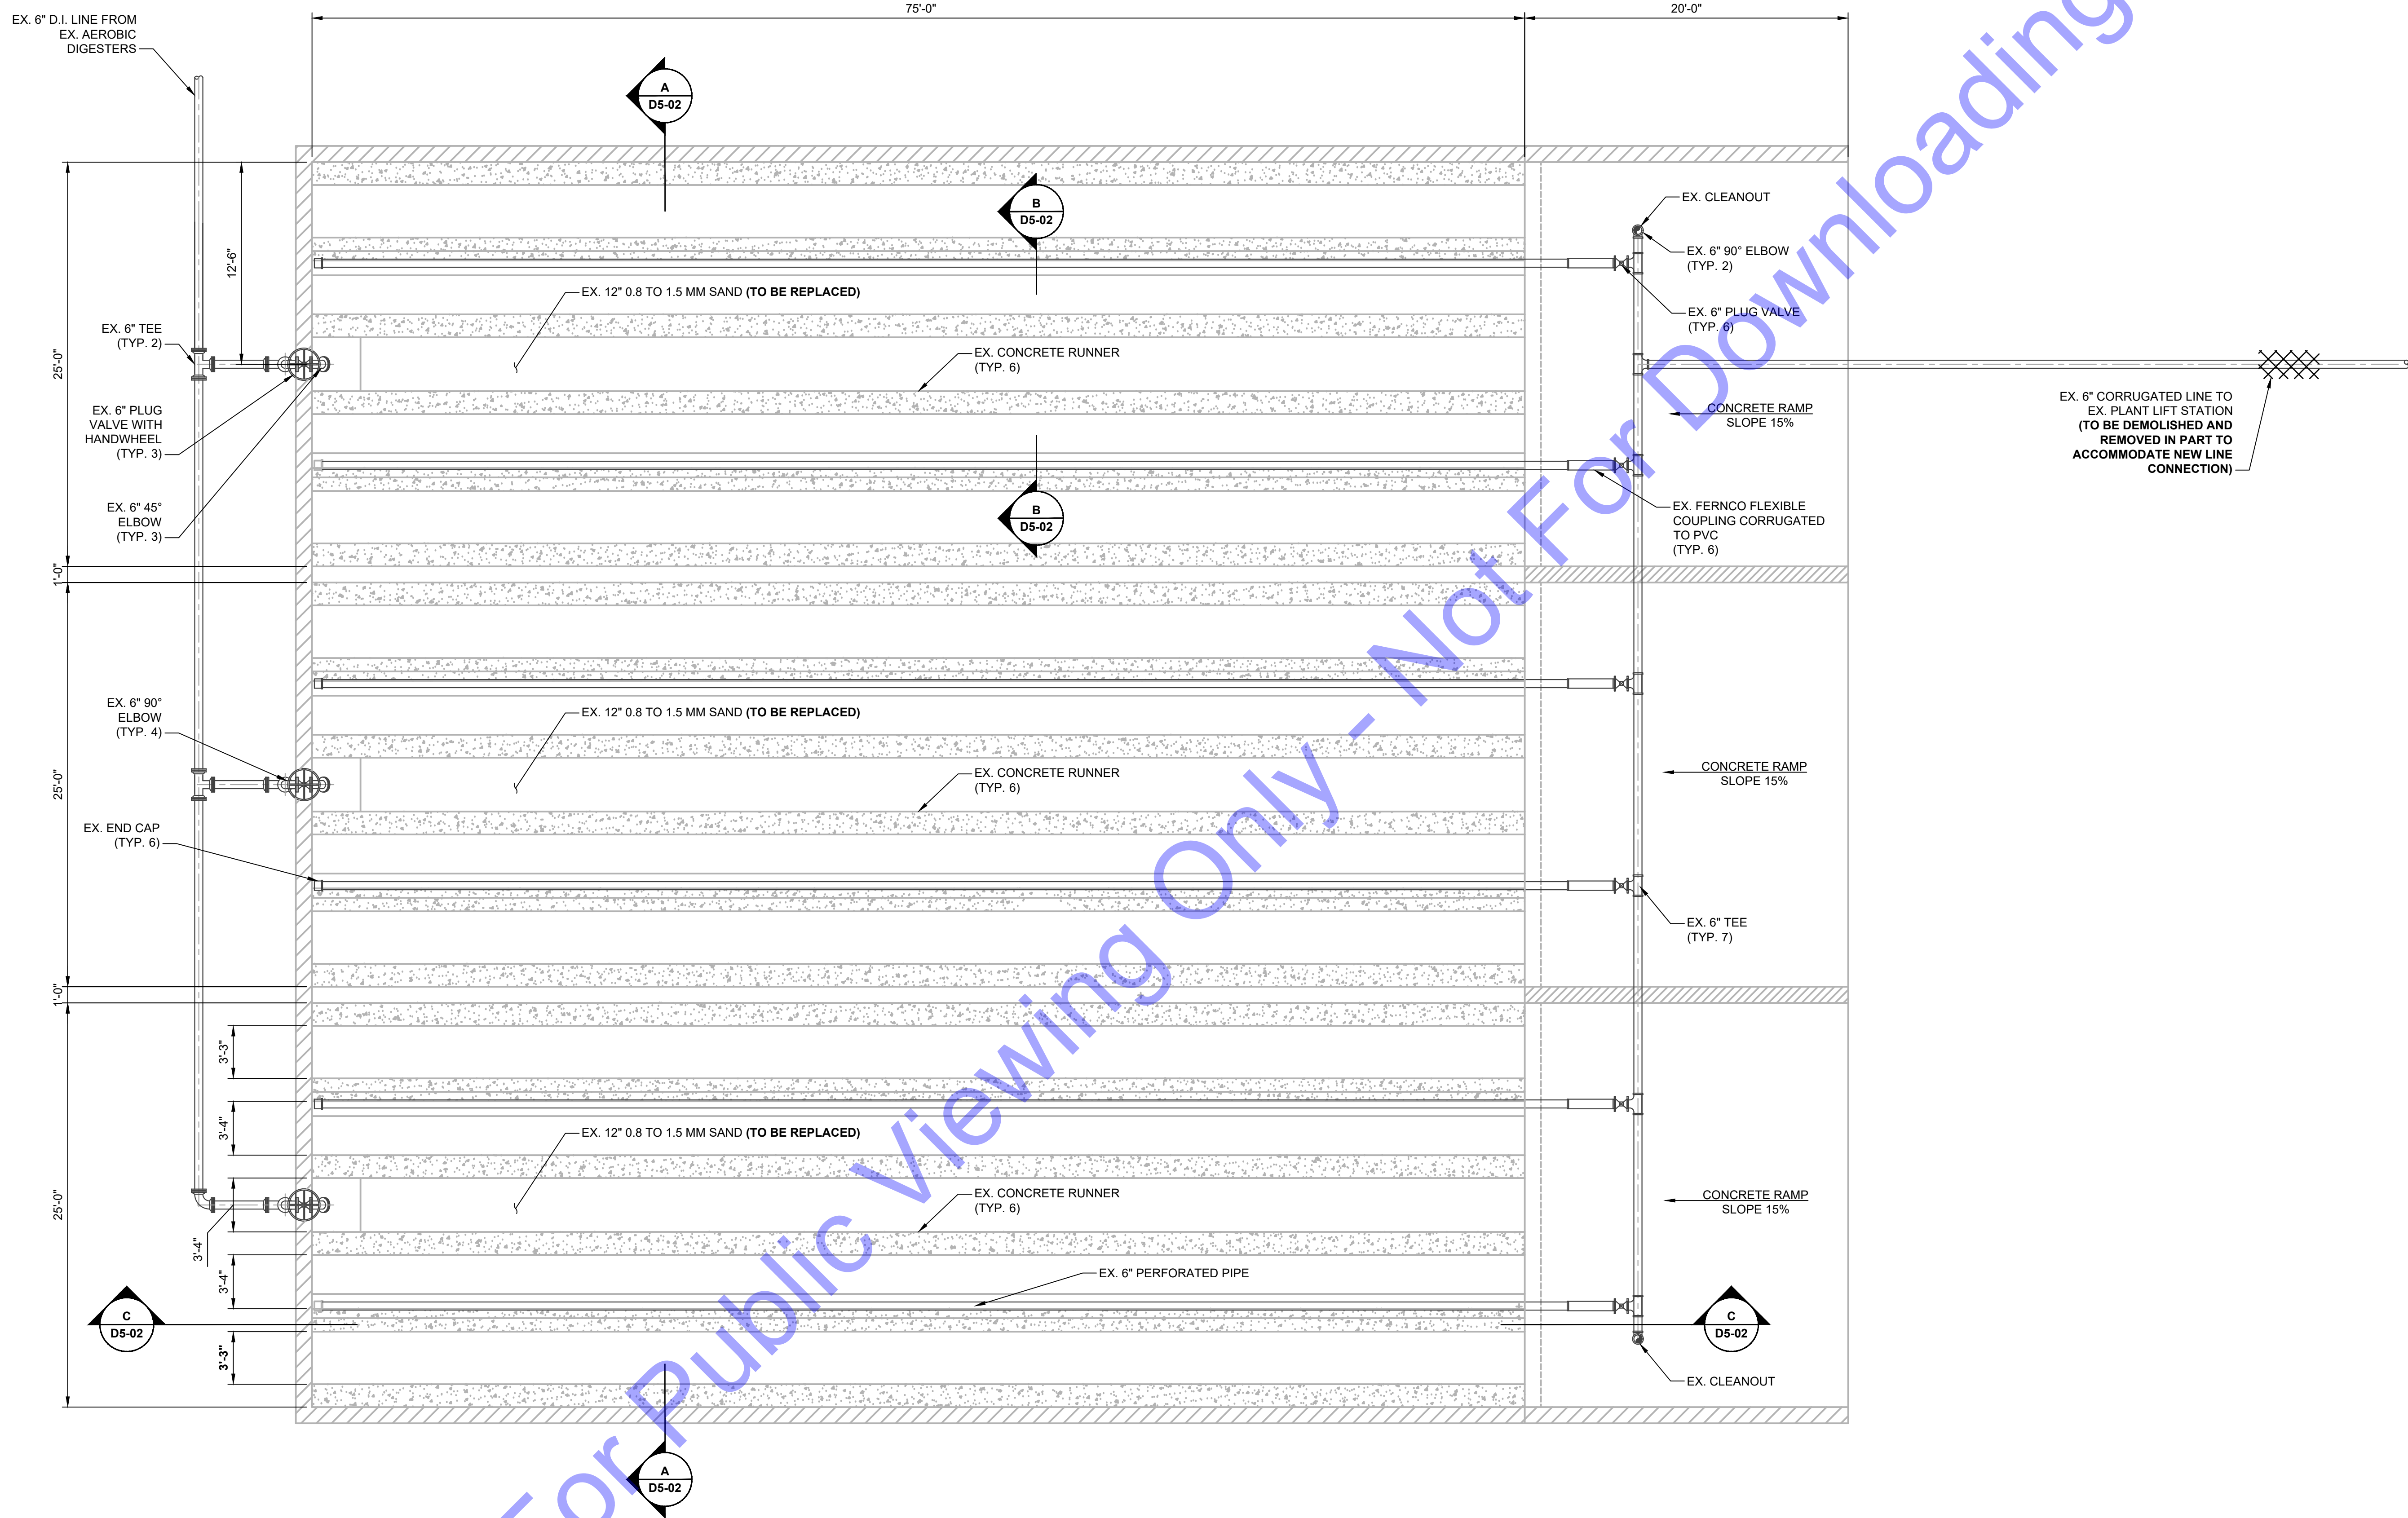 75'-0"
20'-0"
EX. 6" D.I. LINE FROM
EX. AEROBIC
DIGESTERS
A
D5-02
B
D5-02
EX. CLEANOUT
EX. 6" 90° ELBOW
(TYP. 2)
12'-6"
EX. 12" 0.8 TO 1.5 MM SAND (TO BE REPLACED)
EX. 6" PLUG VALVE
(TYP. 6)
EX. 6" TEE
(TYP. 2)
25'-0"
EX. CONCRETE RUNNER
(TYP. 6)
EX. 6" PLUG
VALVE WITH
HANDWHEEL
(TYP. 3)
CONCRETE RAMP
SLOPE 15%
EX. 6" CORRUGATED LINE TO
EX. PLANT LIFT STATION
(TO BE DEMOLISHED AND
REMOVED IN PART TO
ACCOMMODATE NEW LINE
CONNECTION)
EX. 6" 45°
ELBOW
(TYP. 3)
B
D5-02
EX. FERNCO FLEXIBLE
COUPLING CORRUGATED
TO PVC
(TYP. 6)
1'-0"
EX. 6" 90°
ELBOW
(TYP. 4)
EX. 12" 0.8 TO 1.5 MM SAND (TO BE REPLACED)
25'-0"
EX. CONCRETE RUNNER
(TYP. 6)
CONCRETE RAMP
SLOPE 15%
EX. END CAP
(TYP. 6)
EX. 6" TEE
(TYP. 7)
1'-0"
3'-3"
3'-4"
EX. 12" 0.8 TO 1.5 MM SAND (TO BE REPLACED)
25'-0"
EX. CONCRETE RUNNER
(TYP. 6)
CONCRETE RAMP
SLOPE 15%
3'-4"
3'-4"
EX. 6" PERFORATED PIPE
C
D5-02
C
D5-02
3'-3"
EX. CLEANOUT
A
D5-02
For Public Viewing Only - Not For Downloading